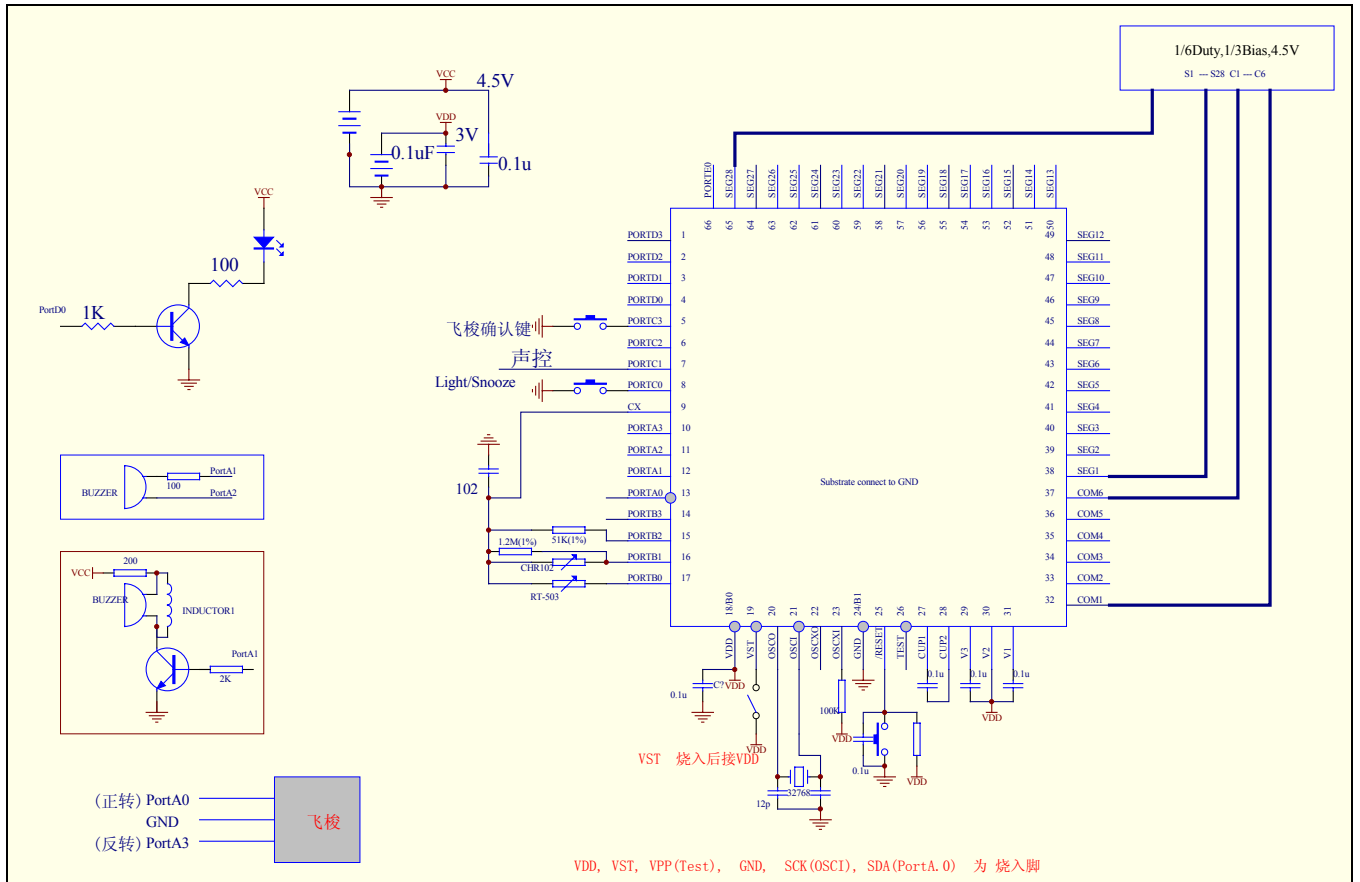 1/6Duty,1/3Bias,4.5V
S1 --- S28 C1 --- C6
VCC
4.5V
VDD
3V
0.1uF
0.1u
VCC
100
PortD0
1K
PORTE0
SEG28
SEG27
SEG26
SEG25
SEG24
SEG23
SEG22
SEG21
SEG20
SEG19
SEG18
SEG17
SEG16
SEG15
SEG14
SEG13
66
65
64
63
62
61
60
59
58
57
56
55
54
53
52
51
50
PORTD3 1
PORTD2 2
PORTD1 3
PORTD0 4
飞梭确认键 PORTC3 5
PORTC2 6
声控 PORTC1 7
Light/Snooze PORTC0 8
CX 9
PORTA3 10
PORTA2 11
PORTA1 12
PORTA0 13
PORTB3 14
PORTB2 15
PORTB1 16
PORTB0 17
49 SEG12
48 SEG11
47 SEG10
46 SEG9
45 SEG8
44 SEG7
43 SEG6
42 SEG5
41 SEG4
40 SEG3
39 SEG2
38 SEG1
37 COM6
36 COM5
35 COM4
34 COM3
33 COM2
32 COM1
Substrate connect to GND
102
51K(1%)
1.2M(1%)
CHR102
RT-503
BUZZER
PortA1
100
PortA2
200
VCC
BUZZER
INDUCTOR1
PortA1
2K
18/B0
19
20
21
22
23
24/B1
25
26
27
28
29
30
31
VDD
VST
OSCO
OSCI
OSCXO
OSCXI
GND
/RESET
TEST
CUP1
CUP2
V3
V2
V1
0.1u
C?
VDD
VDD
100K
VDD
0.1u
VDD
0.1u
0.1u
0.1u
VDD
VST 烧入后接VDD
32768
12p
(正转) PortA0
GND
(反转) PortA3
飞梭
VDD, VST, VPP(Test), GND, SCK(OSCI), SDA(PortA.0) 为 烧入脚